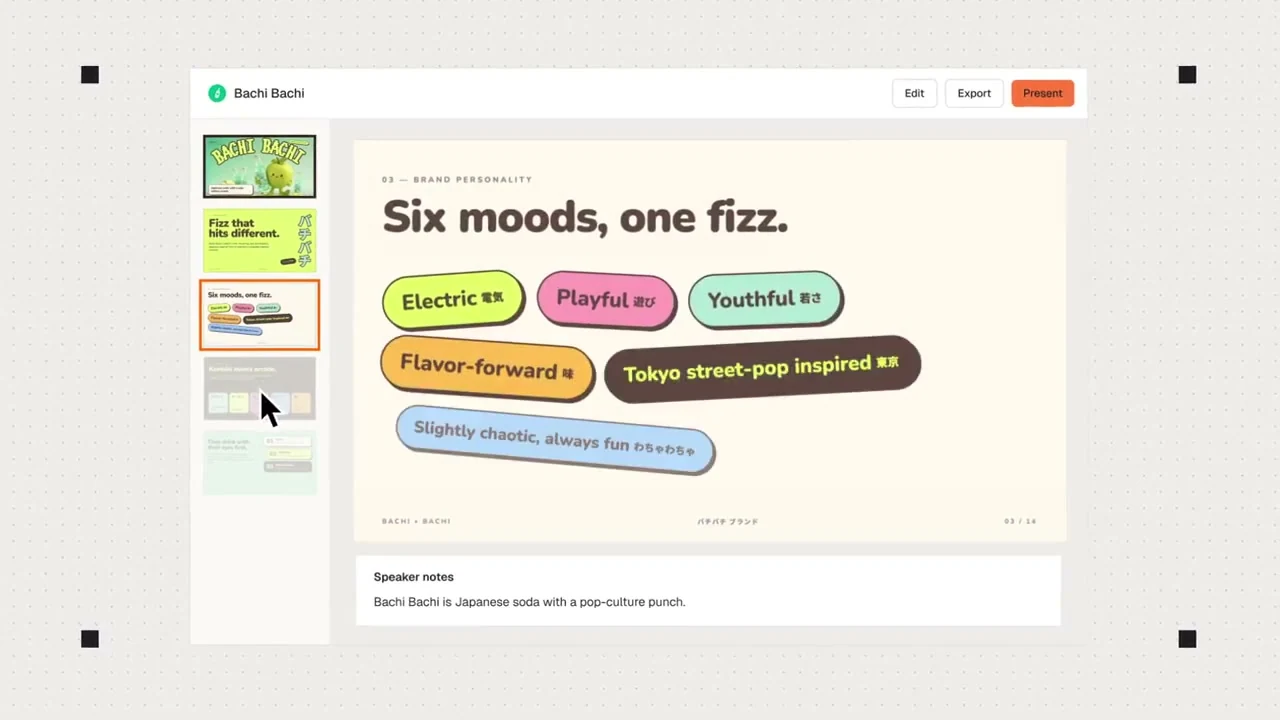 Bachi Bachi
Edit
Export
Present
BACHI BACHI
Fizz that
hits different.
バチバチ
Six moods, one fizz.
03 — BRAND PERSONALITY
Six moods, one fizz.
Electric 電気
Playful 遊び
Youthful 若さ
Flavor-forward 味
Tokyo street-pop inspired 東京
Slightly chaotic, always fun わちゃわちゃ
BACHI • BACHI
バチバチ ブランド
03 / 14
Speaker notes
Bachi Bachi is Japanese soda with a pop-culture punch.